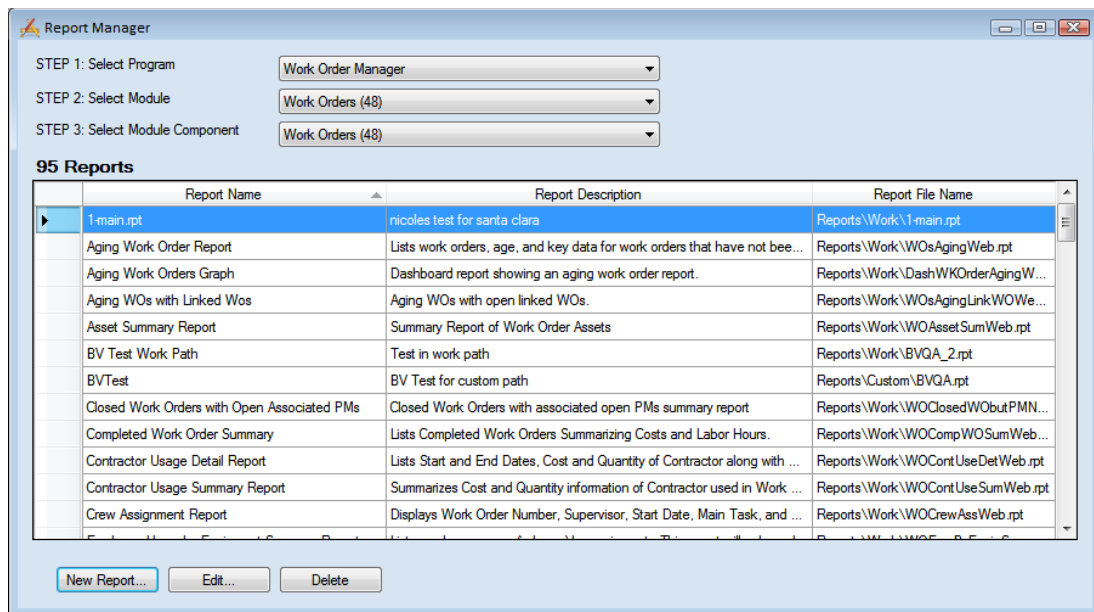 Report Manager
STEP 1: Select Program Work Order Manager
STEP 2: Select Module Work Orders (48)
STEP 3: Select Module Component Work Orders (48)
95 Reports
Report Name Report Description Report File Name
1-main.rpt nicoles test for santa clara Reports\Work\1-main.rpt
Aging Work Order Report Lists work orders, age, and key data for work orders that have not bee... Reports\Work\WOsAgingWeb.rpt
Aging Work Orders Graph Dashboard report showing an aging work order report. Reports\Work\DashWKOrderAgingW...
Aging WOs with Linked Wos Aging WOs with open linked WOs. Reports\Work\WOsAgingLinkWOWe...
Asset Summary Report Summary Report of Work Order Assets Reports\Work\WOAssetSumWeb.rpt
BV Test Work Path Test in work path Reports\Work\BVQA_2.rpt
BVTest BV Test for custom path Reports\Custom\BVQA.rpt
Closed Work Orders with Open Associated PMs Closed Work Orders with associated open PMs summary report Reports\Work\WOClosedWObutPMN...
Completed Work Order Summary Lists Completed Work Orders Summarizing Costs and Labor Hours. Reports\Work\WOCompWOSumWeb...
Contractor Usage Detail Report Lists Start and End Dates, Cost and Quantity of Contractor along with ... Reports\Work\WOContUseDetWeb.rpt
Contractor Usage Summary Report Summarizes Cost and Quantity information of Contractor used in Work ... Reports\Work\WOContUseSumWeb.rpt
Crew Assignment Report Displays Work Order Number, Supervisor, Start Date, Main Task, and ... Reports\Work\WOCrewAssWeb.rpt
New Report... Edit... Delete